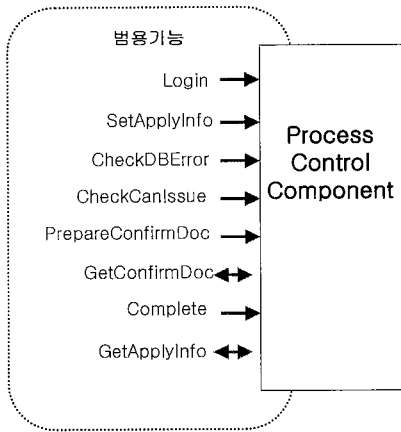 범용기능
Login
SetApplyInfo
CheckDBError
CheckCanIssue
PrepareConfirmDoc
GetConfirmDoc
Complete
GetApplyInfo
Process
Control
Component